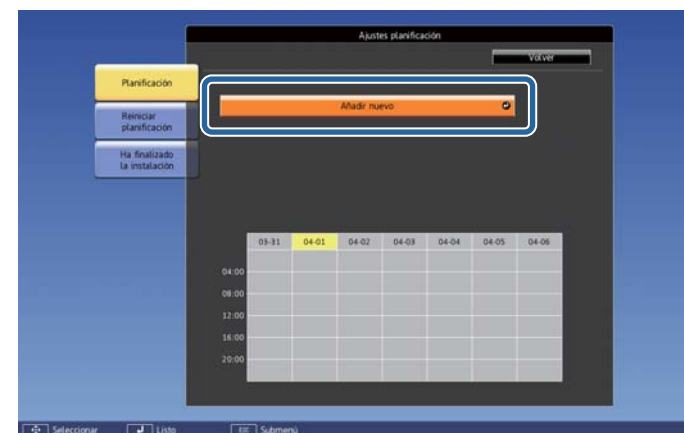 Ajustes planificación
Volver
Planificación
Añadir nuevo
Reiniciar
planificación
Ha finalizado
la instalación
03-31 04-01 04-02 04-03 04-04 04-05 04-06
04:00
08:00
12:00
16:00
20:00
Seleccionar Listo Esc Submenú